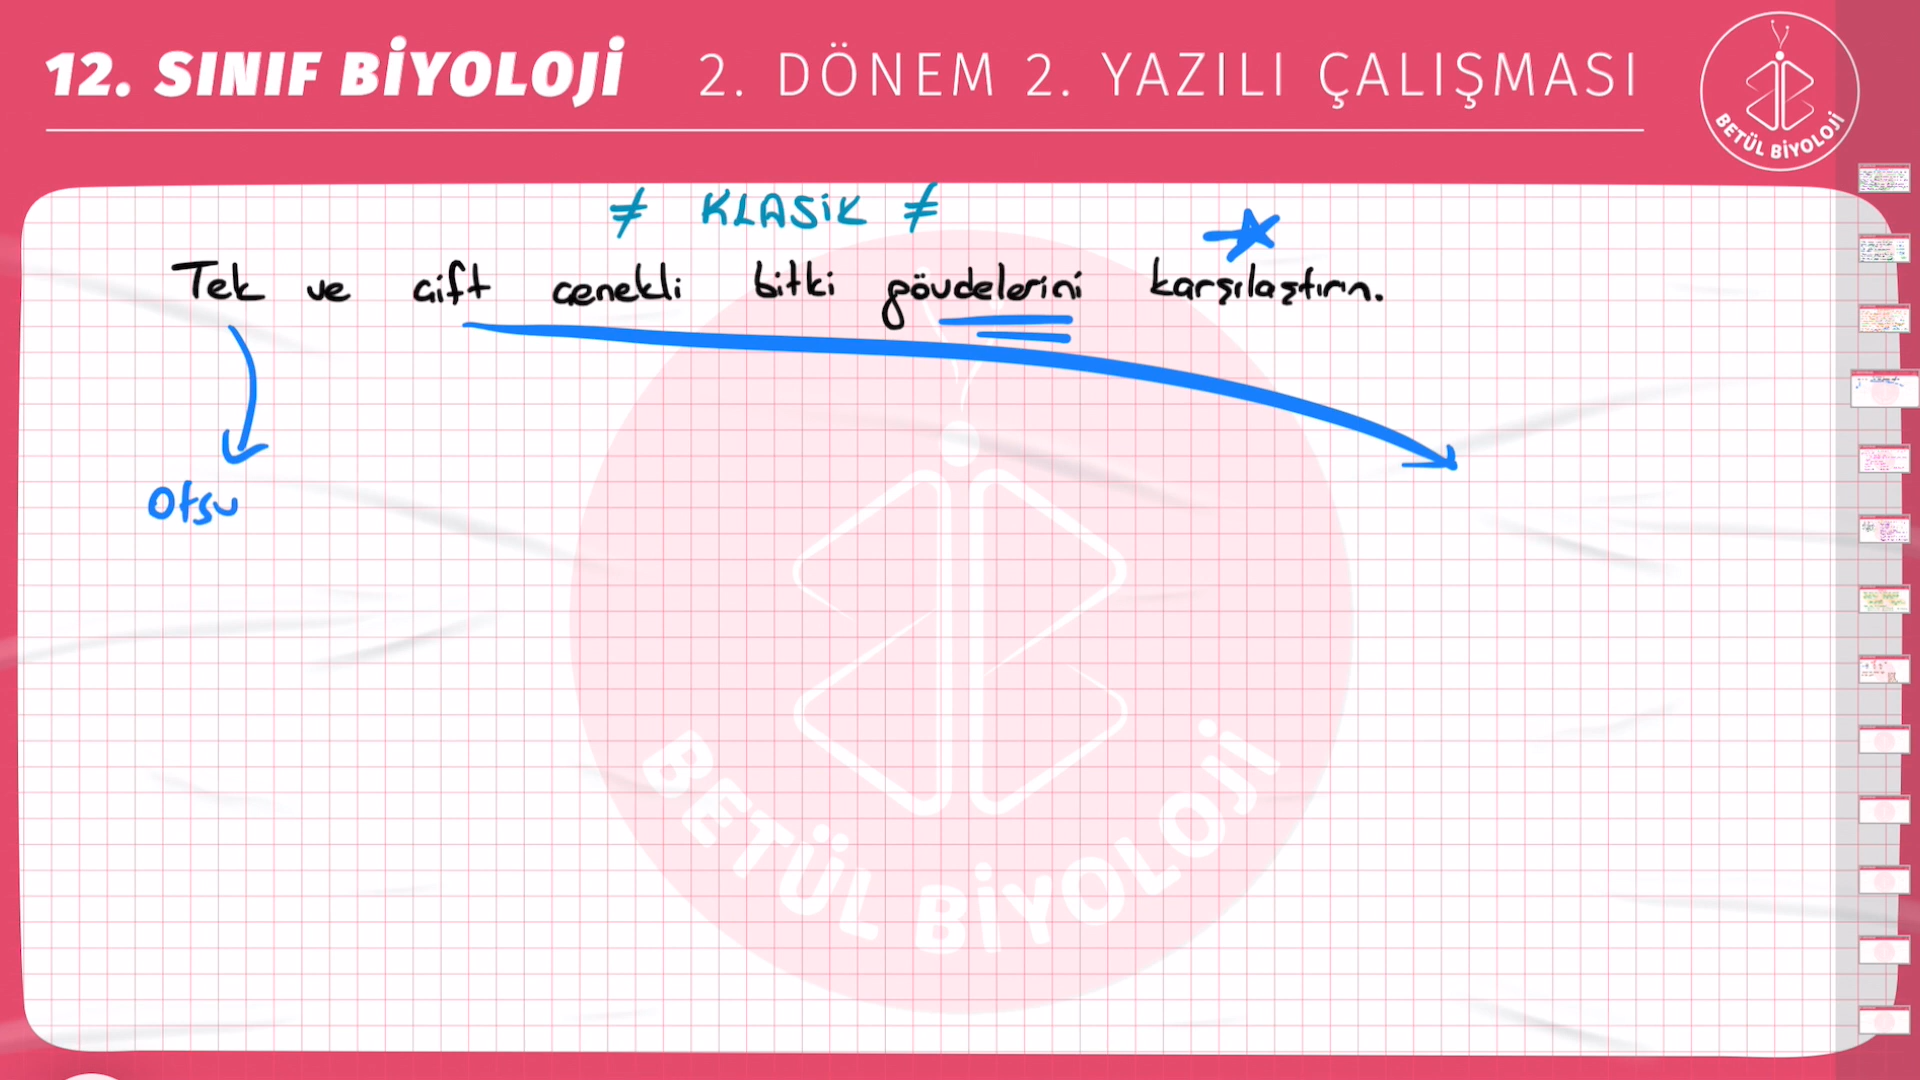 12. SINIF BİYOLOJİ 2. DÖNEM 2. YAZILI ÇALIŞMASI
BETÜL BİYOLOJİ
≠ KLASİK ≠
Tek ve çift çenekli bitki gövdelerini karşılaştırın.
Otsu
BETÜL BİYOLOJİ